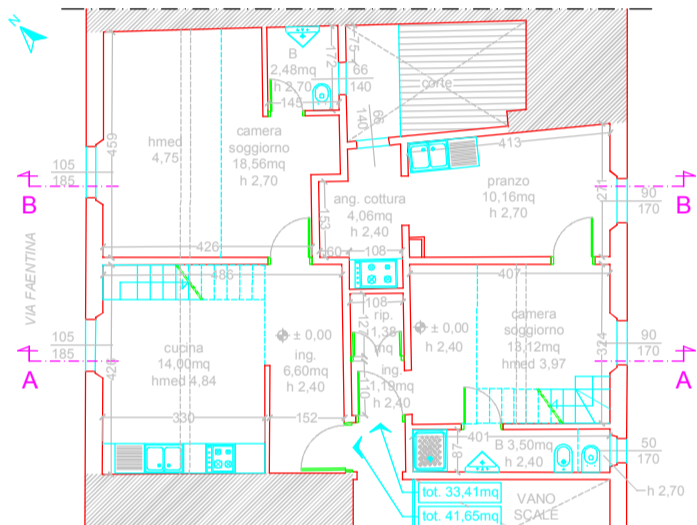 B
2,48mq
h 2,70
145
172
175
66
140
corte
66
140
413
459
hmed
4,75
camera
soggiorno
18,56mq
h 2,70
105
185
B
B
426
153
60
ang. cottura
4,06mq
h 2,40
108
pranzo
10,16mq
h 2,70
271
90
170
VIA FAENTINA
486
108
407
105
185
± 0,00
ing.
6,60mq
h 2,40
cucina
14,00mq
hmed 4,84
A
330
152
rip.
1,38
mq
ing.
1,19mq
h 2,40
110
± 0,00
h 2,40
camera
soggiorno
13,12mq
hmed 3,97
324
90
170
A
401
87
B 3,50mq
h 2,40
50
170
h 2,70
tot. 33,41mq
tot. 41,65mq
VANO
SCALE